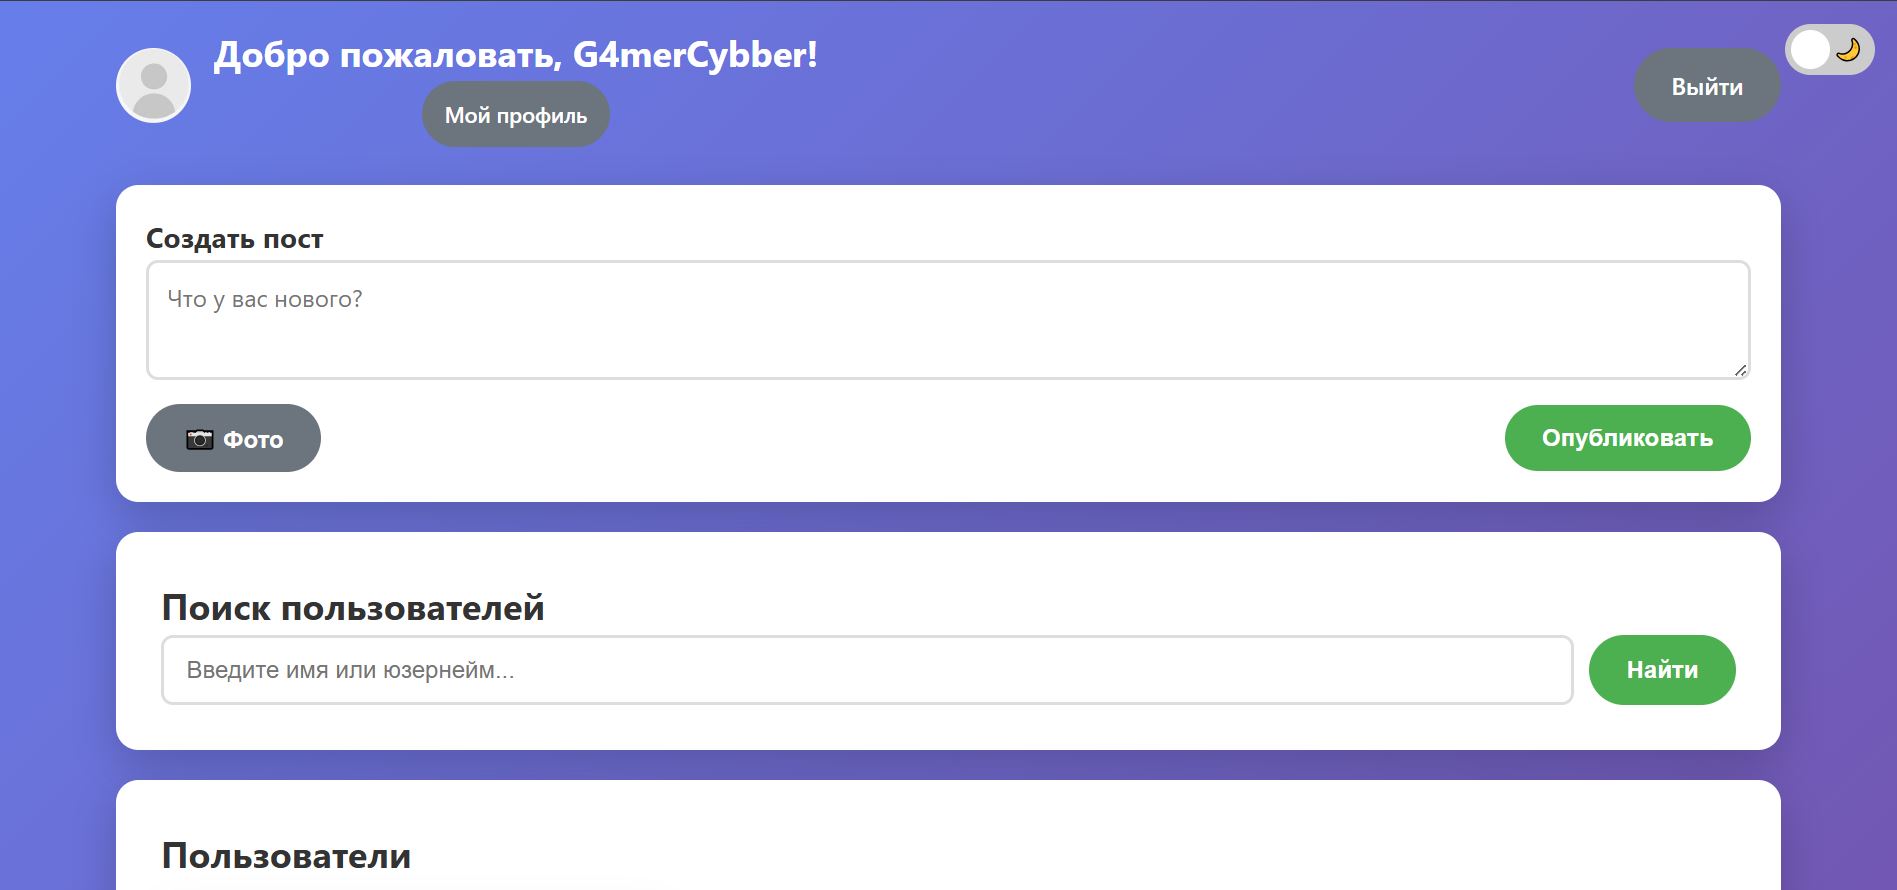 Добро пожаловать, G4merCybber!
Мой профиль
Выйти
Создать пост
Что у вас нового?
Фото
Опубликовать
Поиск пользователей
Введите имя или юзернейм...
Найти
Пользователи